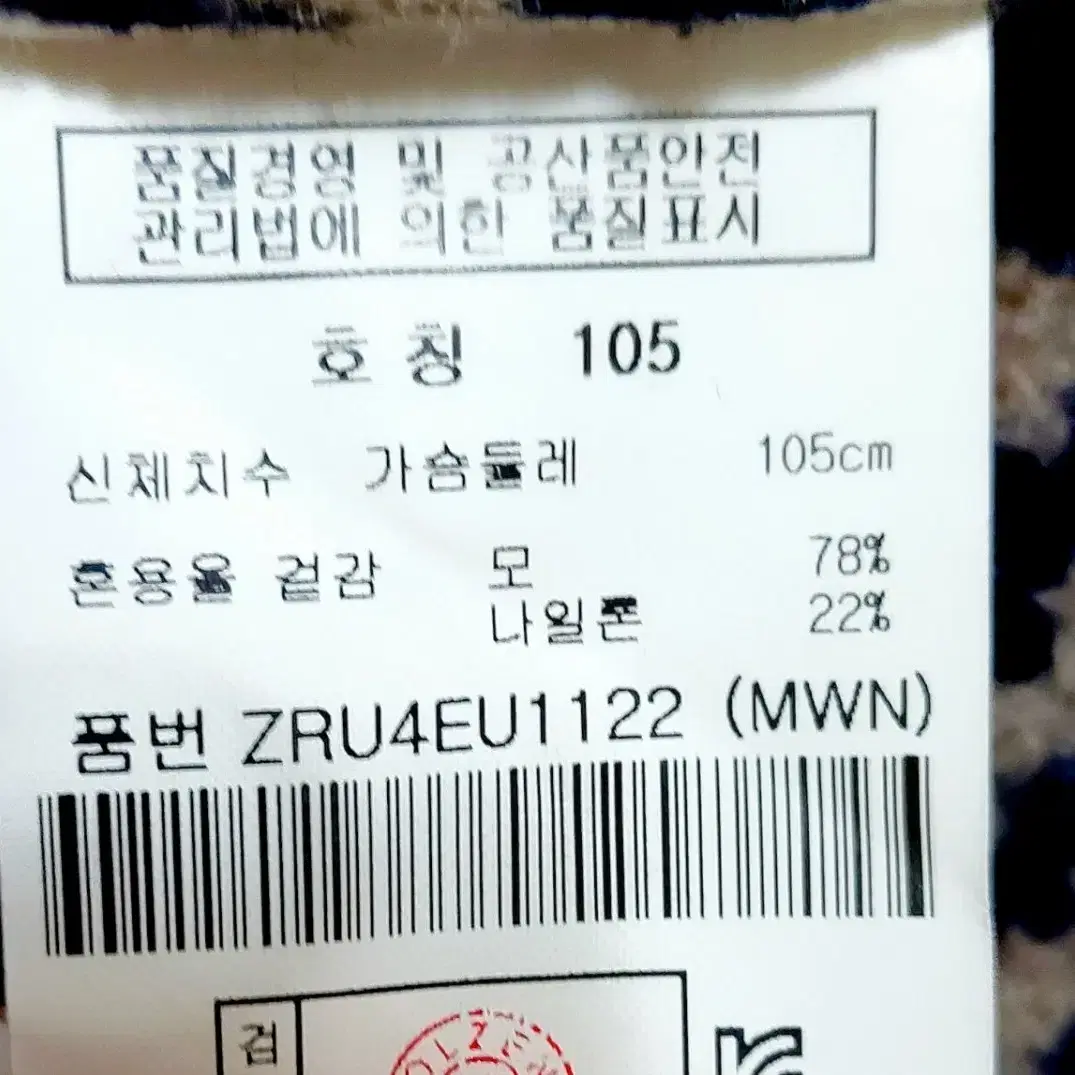 품질경영 및 공산품안전
관리법에 의한 품질표시
호 칭 105
신체치수 가슴둘레 105cm
혼용율 겉감 모 78%
나일론 22%
품번 ZRU4EU1122 (MWN)
검